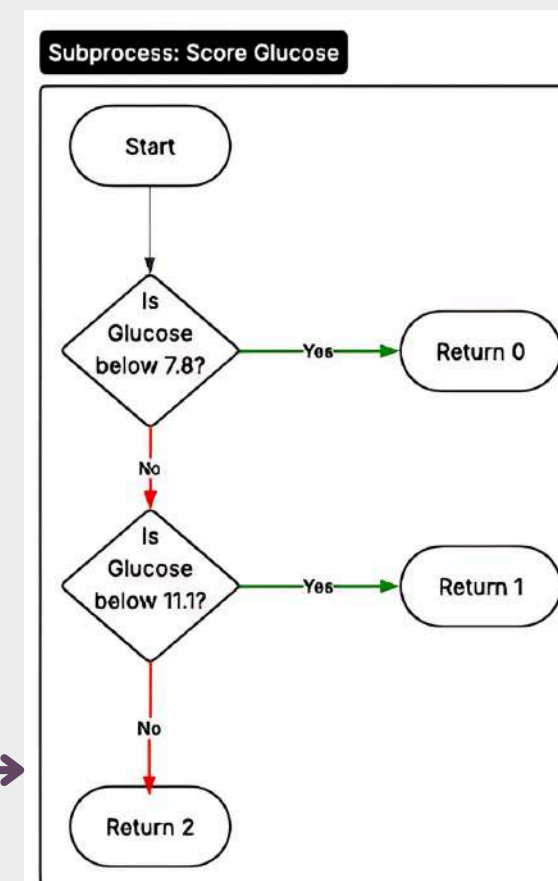 Subprocess: Score Glucose
Start
Is
Glucose
below 7.8?
Yes
Return 0
No
Is
Glucose
below 11.1?
Yes
Return 1
No
Return 2